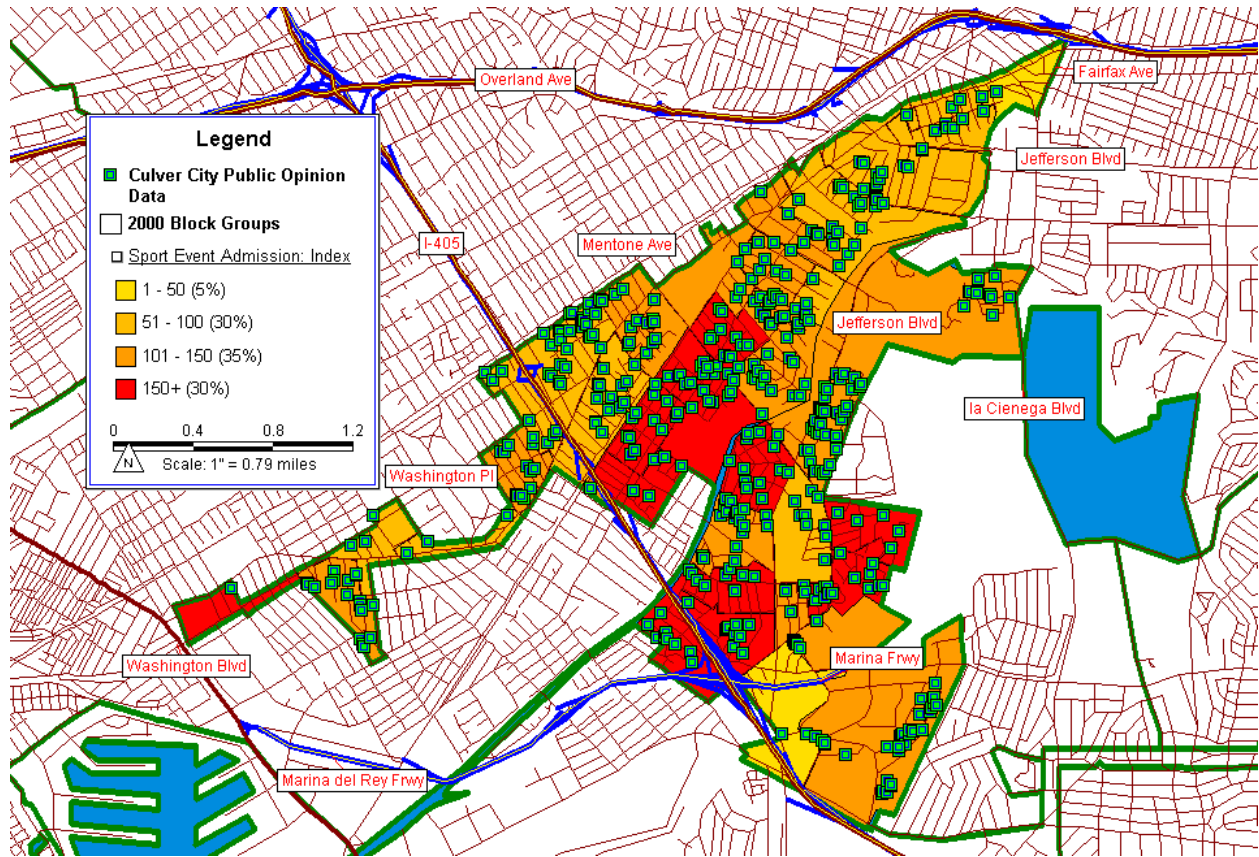 Overland Ave
Fairfax Ave
Legend
Culver City Public Opinion
Data
2000 Block Groups
Sport Event Admission: Index
1 - 50 (5%)
51 - 100 (30%)
101 - 150 (35%)
150+ (30%)
0 0.4 0.8 1.2
N
Scale: 1" = 0.79 miles
Jefferson Blvd
I-405
Mentone Ave
Jefferson Blvd
la Cienega Blvd
Washington Pl
Washington Blvd
Marina Frwy
Marina del Rey Frwy